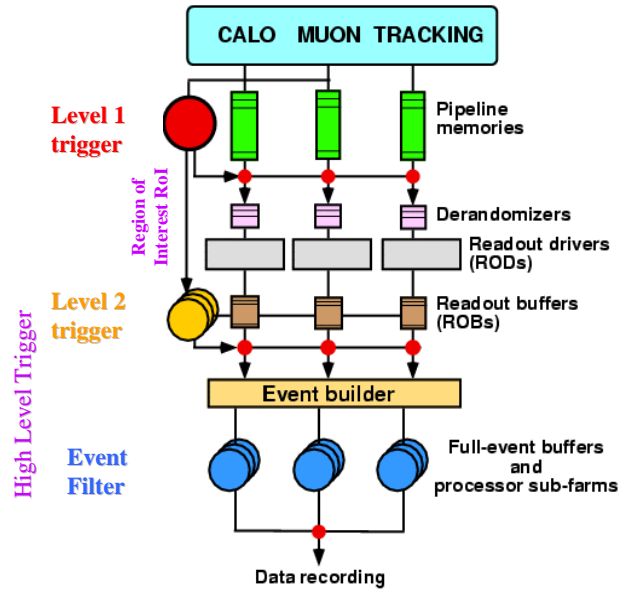 CALO MUON TRACKING
Level 1
trigger
Pipeline
memories
Region of
Interest RoI
Derandomizers
Readout drivers
(RODs)
Level 2
trigger
Readout buffers
(ROBs)
High Level Trigger
Event builder
Event
Filter
Full-event buffers
and
processor sub-farms
Data recording